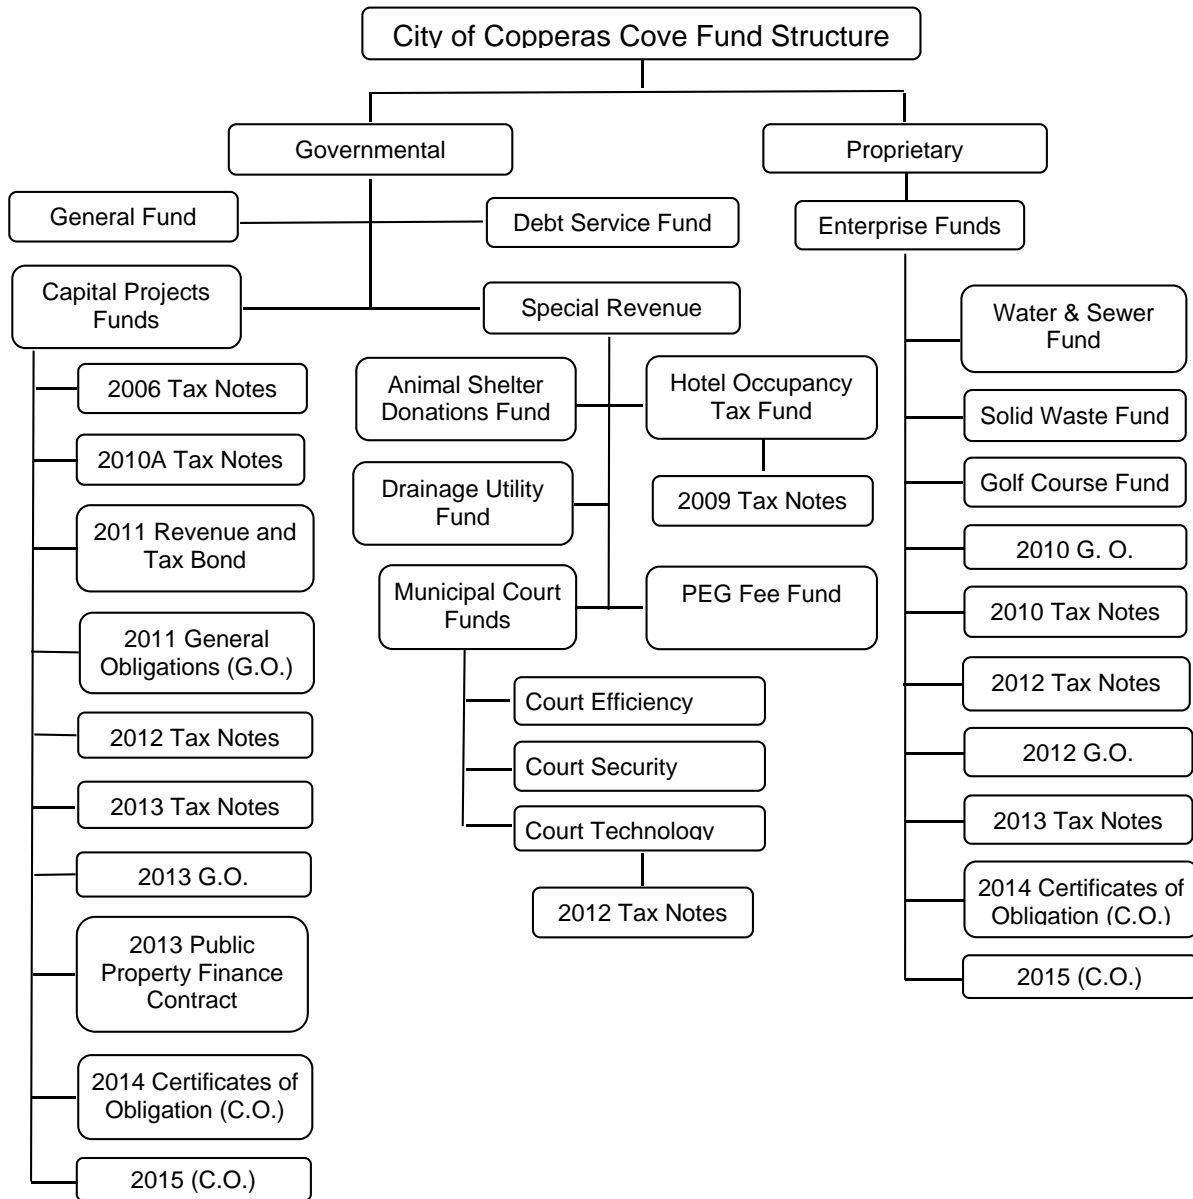 City of Copperas Cove Fund Structure
Governmental
Proprietary
General Fund
Debt Service Fund
Enterprise Funds
Capital Projects
Funds
Special Revenue
Water & Sewer
Fund
2006 Tax Notes
Animal Shelter
Donations Fund
Hotel Occupancy
Tax Fund
Solid Waste Fund
2010A Tax Notes
Drainage Utility
Fund
2009 Tax Notes
Golf Course Fund
2011 Revenue and
Tax Bond
2010 G. O.
Municipal Court
Funds
PEG Fee Fund
2010 Tax Notes
2011 General
Obligations (G.O.)
Court Efficiency
2012 Tax Notes
2012 Tax Notes
Court Security
2012 G.O.
2013 Tax Notes
Court Technology
2013 Tax Notes
2013 G.O.
2012 Tax Notes
2014 Certificates of
Obligation (C.O.)
2013 Public
Property Finance
Contract
2015 (C.O.)
2014 Certificates of
Obligation (C.O.)
2015 (C.O.)